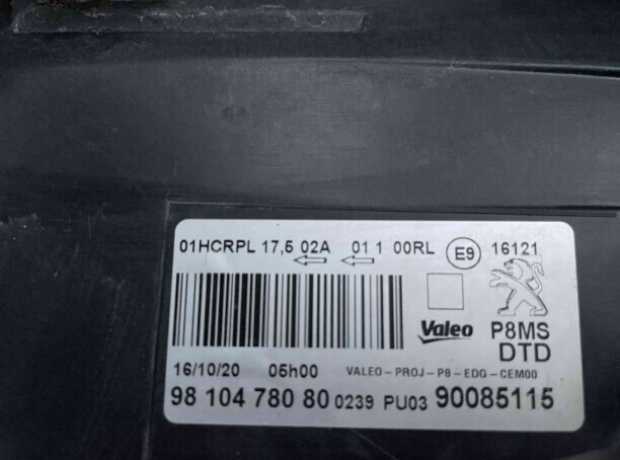 01HCRPL 17,5 02A 01 1 00RL E9 16121
Valeo P8MS
DTD
16/10/20 05h00 VALEO-PROJ-P8-EDG-CEM00
98 104 780 80 0239 PU03 90085115